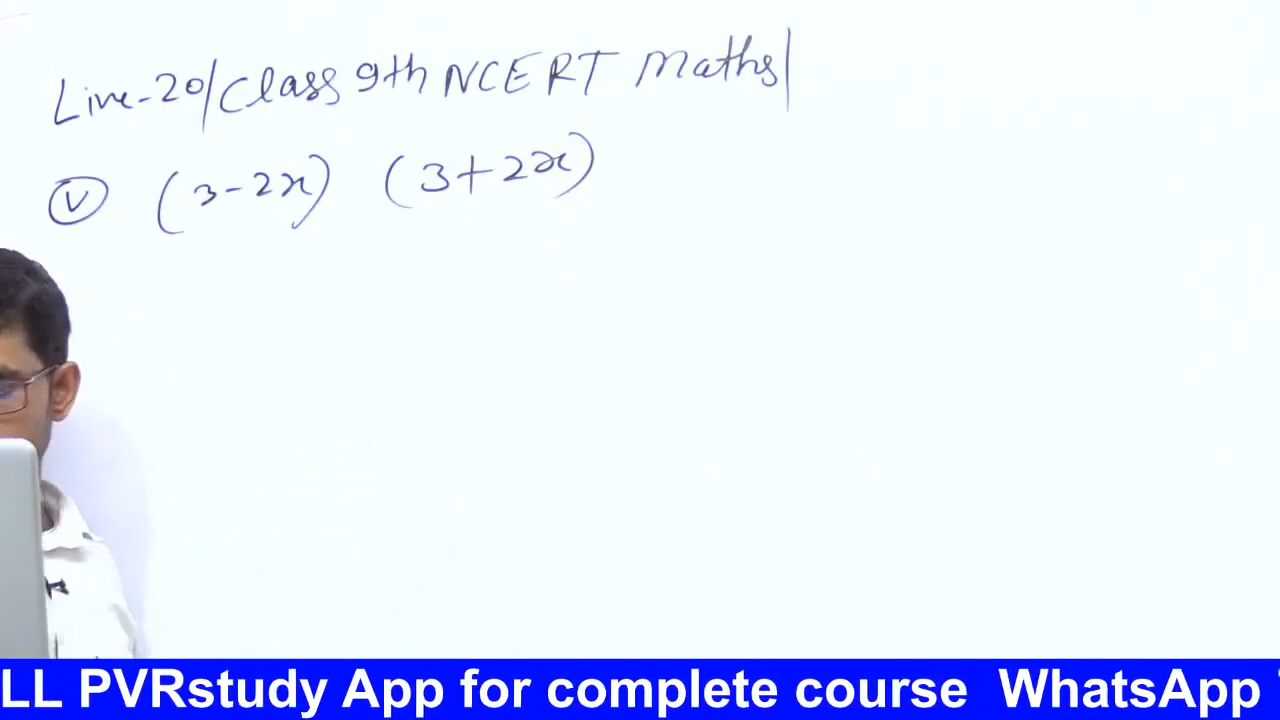 Live-20/Class 9th NCERT Maths|
(v) (3-2x) (3+2x)
LL PVRstudy App for complete course WhatsApp